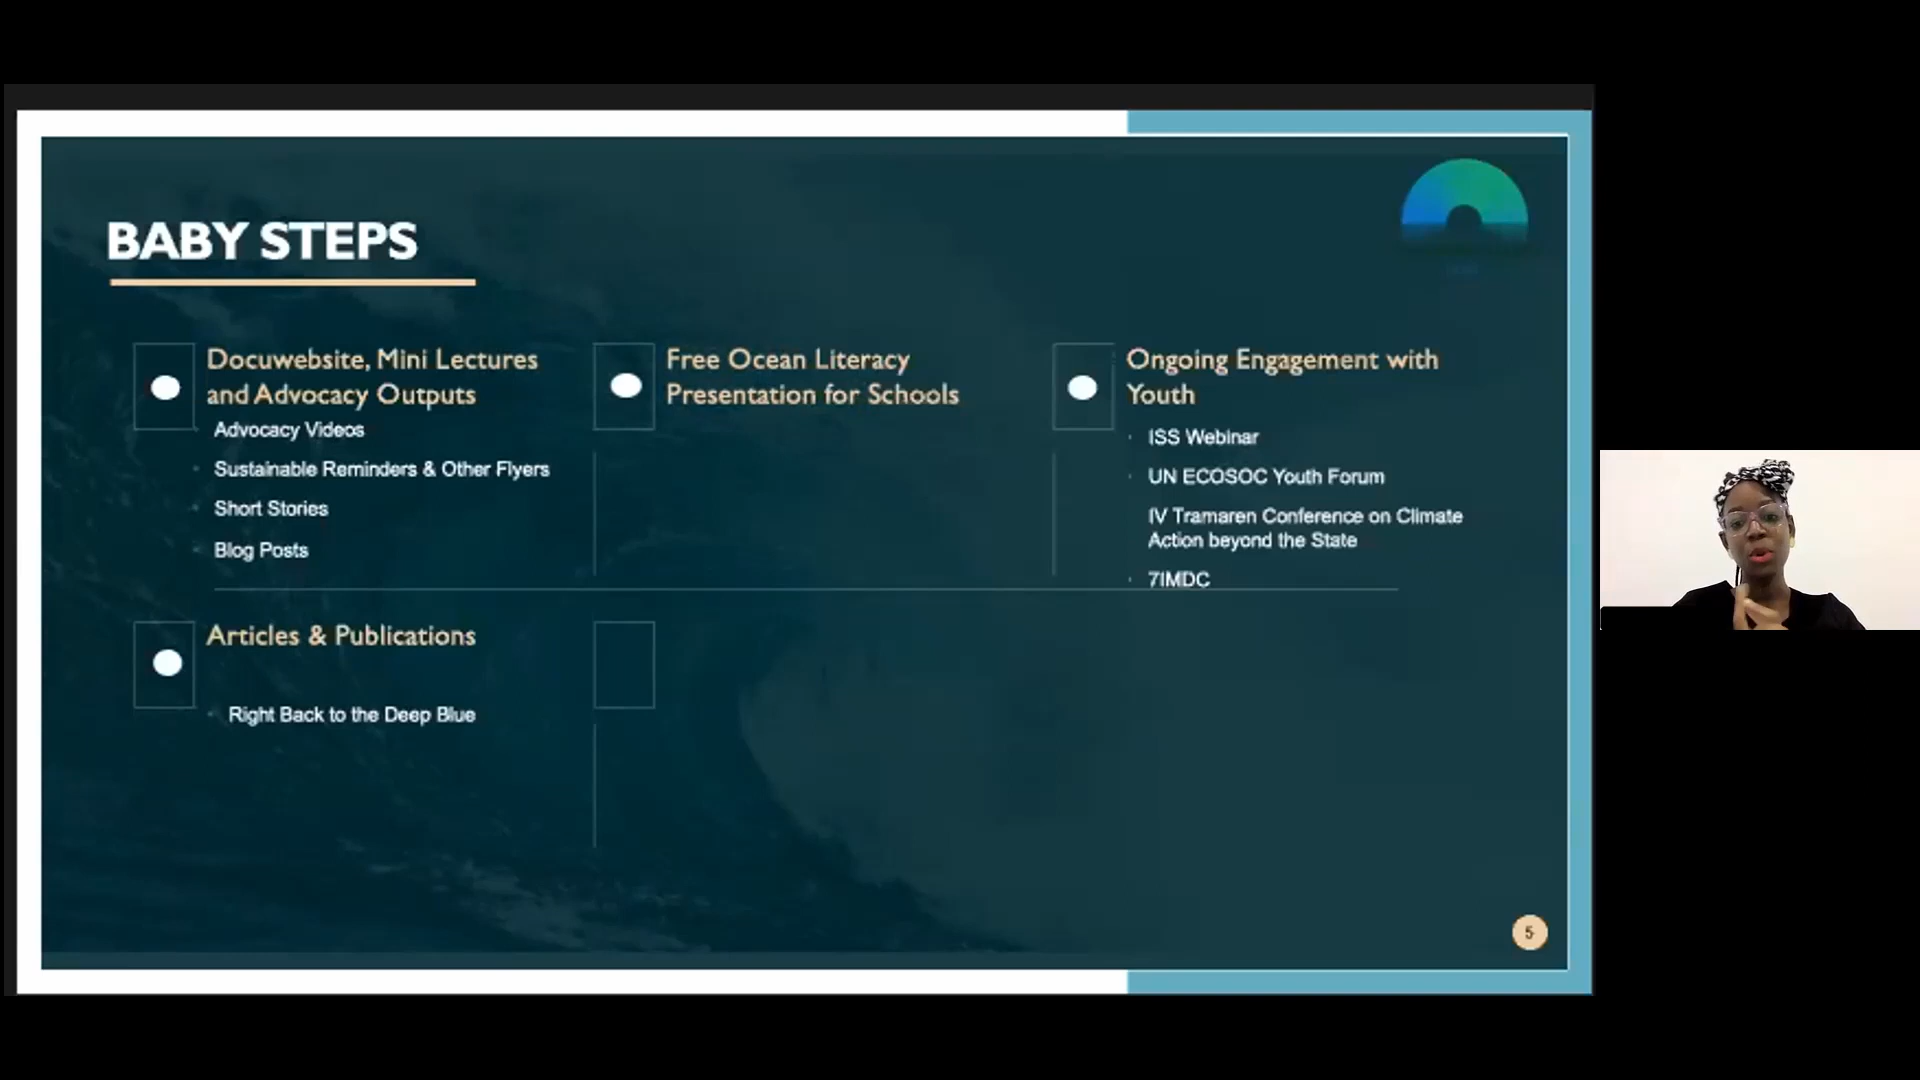 BABY STEPS
Docuwebsite, Mini Lectures
and Advocacy Outputs
Advocacy Videos
Sustainable Reminders & Other Flyers
Short Stories
Blog Posts
Free Ocean Literacy
Presentation for Schools
Ongoing Engagement with
Youth
ISS Webinar
UN ECOSOC Youth Forum
IV Tramaren Conference on Climate
Action beyond the State
7IMDC
Articles & Publications
Right Back to the Deep Blue
5